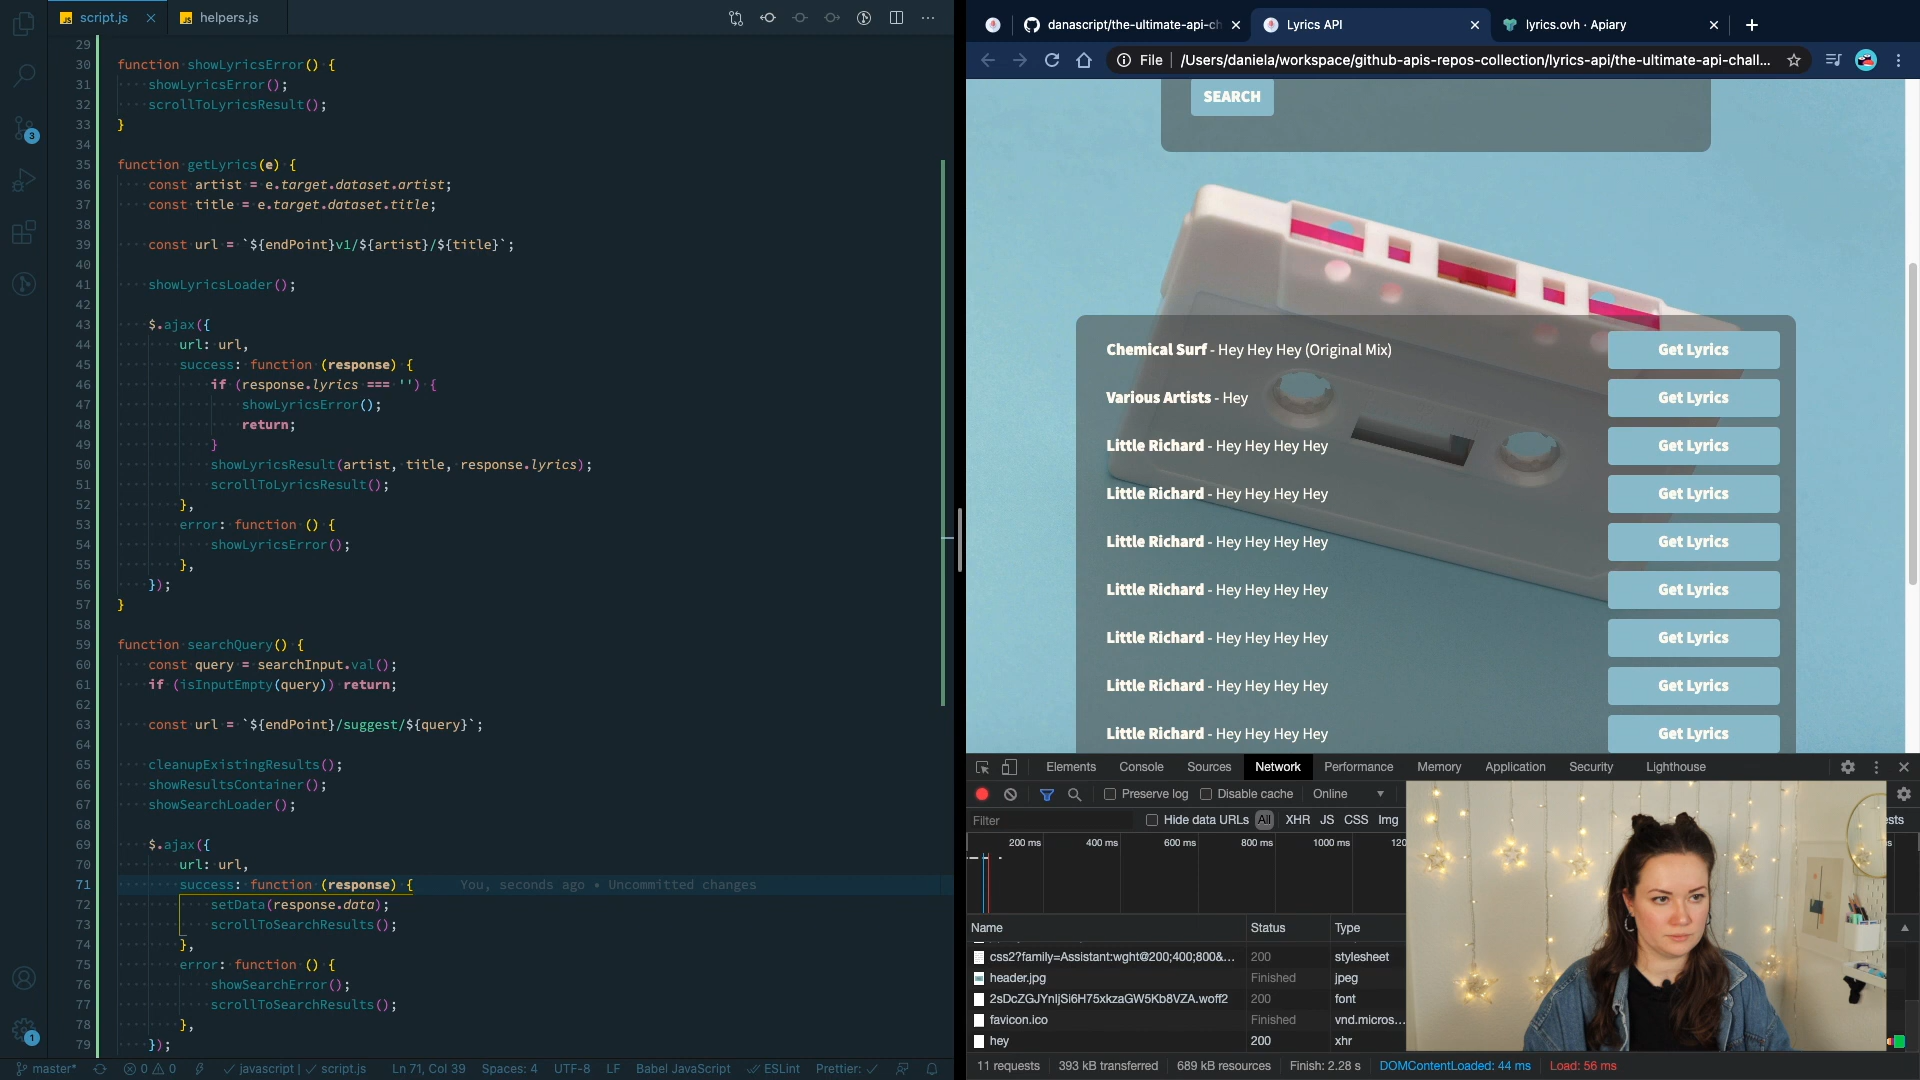 script.js
helpers.js
29
30 function showLyricsError() {
31 showLyricsError();
32 scrollToLyricsResult();
33 }
34
35 function getLyrics(e) {
36 const artist = e.target.dataset.artist;
37 const title = e.target.dataset.title;
38
39 const url = `${endPoint}v1/${artist}/${title}`;
40
41 showLyricsLoader();
42
43 $.ajax({
44 url: url,
45 success: function (response) {
46 if (response.lyrics === '') {
47 showLyricsError();
48 return;
49 }
50 showLyricsResult(artist, title, response.lyrics);
51 scrollToLyricsResult();
52 },
53 error: function () {
54 showLyricsError();
55 },
56 });
57 }
58
59 function searchQuery() {
60 const query = searchInput.val();
61 if (isInputEmpty(query)) return;
62
63 const url = `${endPoint}/suggest/${query}`;
64
65 cleanupExistingResults();
66 showResultsContainer();
67 showSearchLoader();
68
69 $.ajax({
70 url: url,
71 success: function (response) { You, seconds ago • Uncommitted changes
72 setData(response.data);
73 scrollToSearchResults();
74 },
75 error: function () {
76 showSearchError();
77 scrollToSearchResults();
78 },
79 });
3
1
master* 0 0 javascript | script.js Ln 71, Col 39 Spaces: 4 UTF-8 LF Babel JavaScript ESLint Prettier:
danascript/the-ultimate-api-ch
Lyrics API
lyrics.ovh · Apiary
File | /Users/daniela/workspace/github-apis-repos-collection/lyrics-api/the-ultimate-api-chall...
SEARCH
Chemical Surf - Hey Hey Hey (Original Mix) Get Lyrics
Various Artists - Hey Get Lyrics
Little Richard - Hey Hey Hey Hey Get Lyrics
Little Richard - Hey Hey Hey Hey Get Lyrics
Little Richard - Hey Hey Hey Hey Get Lyrics
Little Richard - Hey Hey Hey Hey Get Lyrics
Little Richard - Hey Hey Hey Hey Get Lyrics
Little Richard - Hey Hey Hey Hey Get Lyrics
Little Richard - Hey Hey Hey Hey Get Lyrics
Elements Console Sources Network Performance Memory Application Security Lighthouse
Preserve log Disable cache Online
Filter Hide data URLs All XHR JS CSS Img
200 ms 400 ms 600 ms 800 ms 1000 ms 120
Name Status Type
css2?family=Assistant:wght@200;400;800&... 200 stylesheet
header.jpg Finished jpeg
2sDcZGJYnIjSi6H75xkzaGW5Kb8VZA.woff2 200 font
favicon.ico Finished vnd.micros...
hey 200 xhr
11 requests 393 kB transferred 689 kB resources Finish: 2.28 s DOMContentLoaded: 44 ms Load: 56 ms